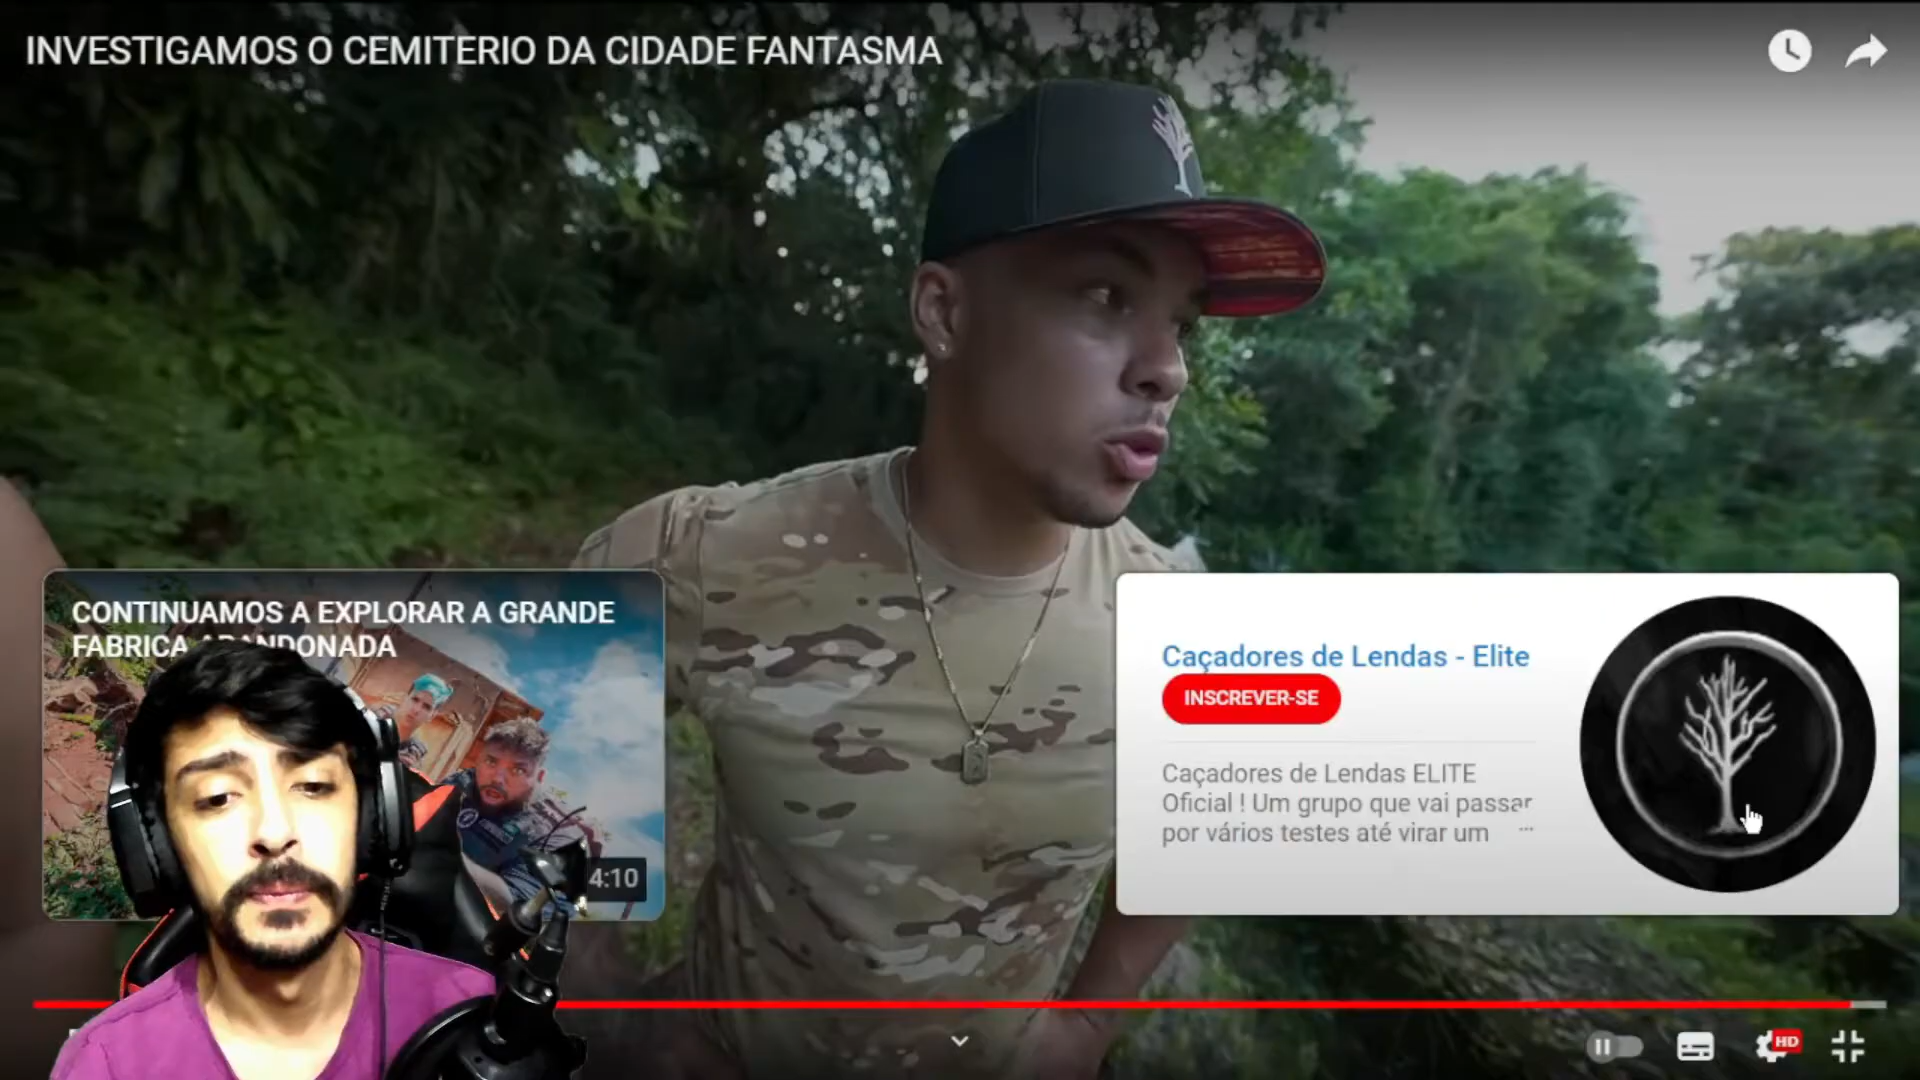 INVESTIGAMOS O CEMITERIO DA CIDADE FANTASMA
CONTINUAMOS A EXPLORAR A GRANDE
FABRICA ABANDONADA
4:10
Caçadores de Lendas - Elite
INSCREVER-SE
Caçadores de Lendas ELITE
Oficial ! Um grupo que vai passar
por vários testes até virar um ...
HD